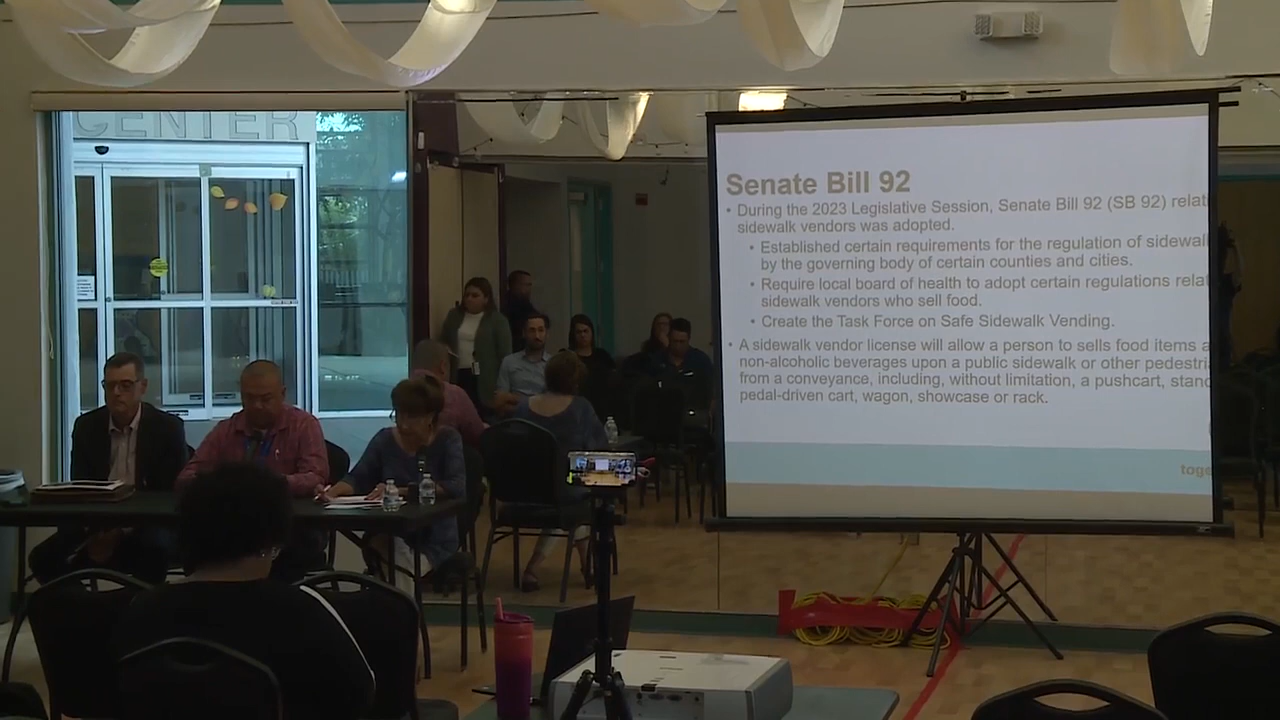 CENTER
Senate Bill 92
• During the 2023 Legislative Session, Senate Bill 92 (SB 92) relat
sidewalk vendors was adopted.
• Established certain requirements for the regulation of sidewal
by the governing body of certain counties and cities.
• Require local board of health to adopt certain regulations relat
sidewalk vendors who sell food.
• Create the Task Force on Safe Sidewalk Vending.
• A sidewalk vendor license will allow a person to sells food items a
non-alcoholic beverages upon a public sidewalk or other pedestri
from a conveyance, including, without limitation, a pushcart, stand
pedal-driven cart, wagon, showcase or rack.
toge